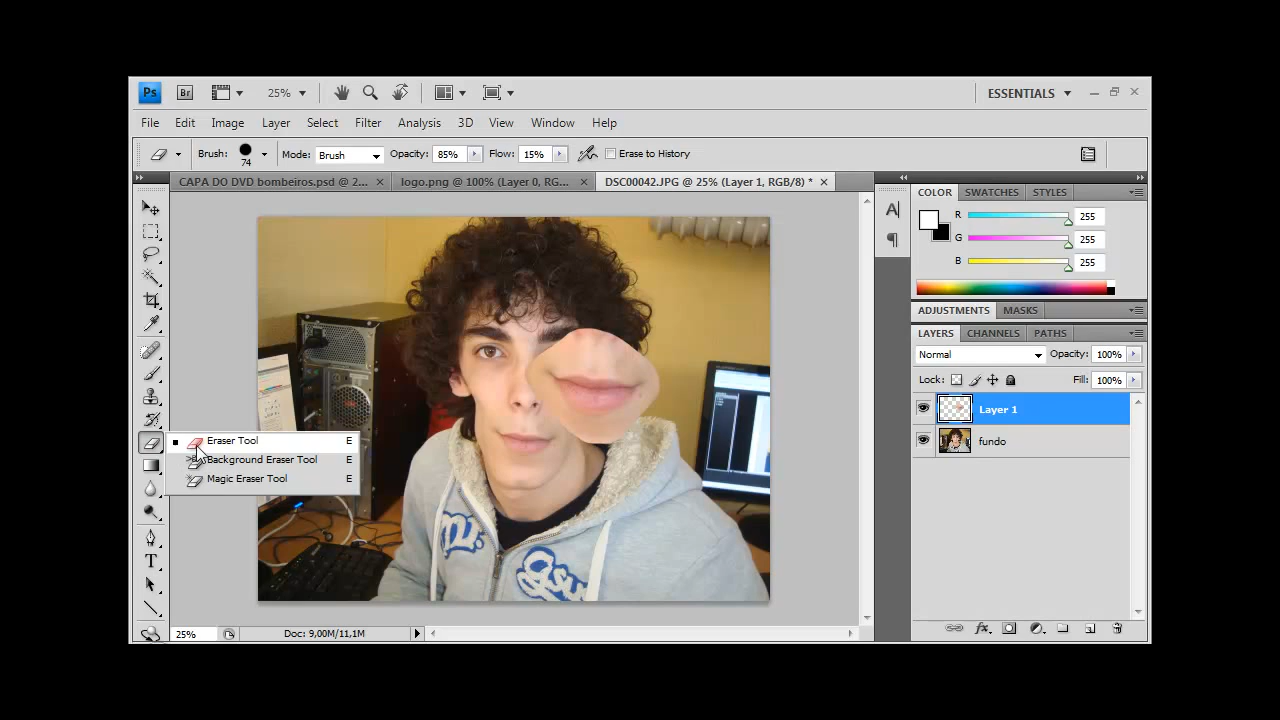 Ps Br 25% ESSENTIALS
File Edit Image Layer Select Filter Analysis 3D View Window Help
Brush: 74 Mode: Brush Opacity: 85% Flow: 15% Erase to History
CAPA DO DVD bombeiros.psd @ 2... logo.png @ 100% (Layer 0, RG... DSC00042.JPG @ 25% (Layer 1, RGB/8) *
COLOR SWATCHES STYLES
R 255
G 255
B 255
ADJUSTMENTS MASKS
LAYERS CHANNELS PATHS
Normal Opacity: 100%
Lock: Fill: 100%
Layer 1
fundo
Eraser Tool E
Background Eraser Tool E
Magic Eraser Tool E
25% Doc: 9,00M/11,1M